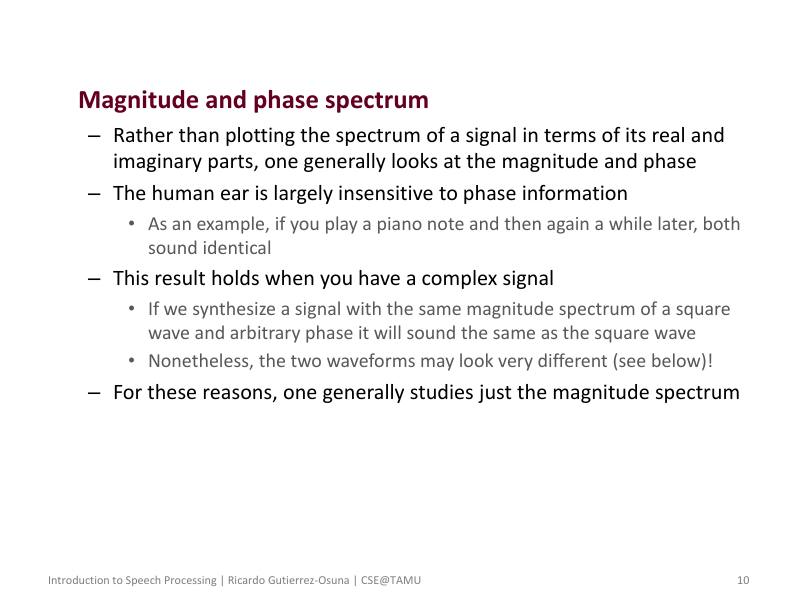 Magnitude and phase spectrum
– Rather than plotting the spectrum of a signal in terms of its real and
imaginary parts, one generally looks at the magnitude and phase
– The human ear is largely insensitive to phase information
• As an example, if you play a piano note and then again a while later, both
sound identical
– This result holds when you have a complex signal
• If we synthesize a signal with the same magnitude spectrum of a square
wave and arbitrary phase it will sound the same as the square wave
• Nonetheless, the two waveforms may look very different (see below)!
– For these reasons, one generally studies just the magnitude spectrum
Introduction to Speech Processing | Ricardo Gutierrez-Osuna | CSE@TAMU
10